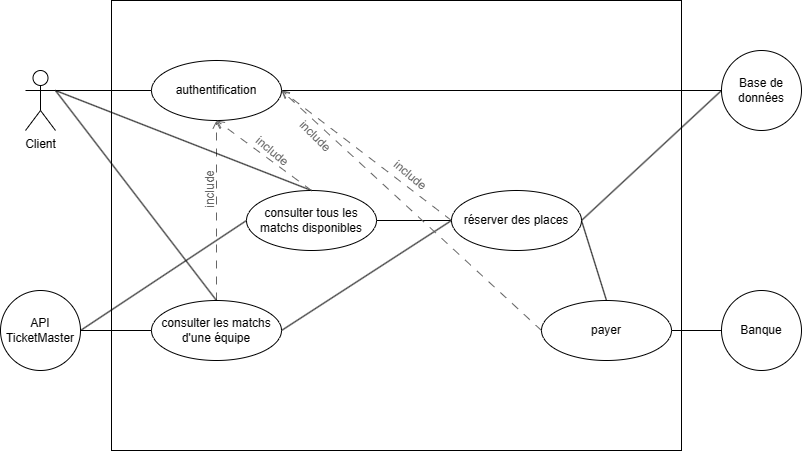 authentification
Base de
données
Client
include
include
include
include
consulter tous les
matchs disponibles
réserver des places
API
TicketMaster
consulter les matchs
d'une équipe
payer
Banque